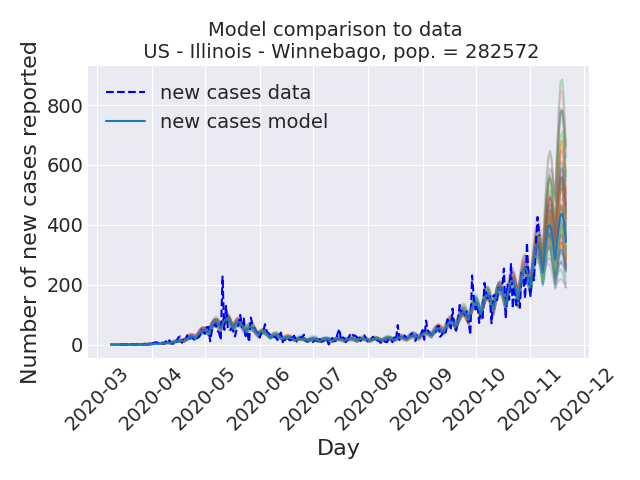 Model comparison to data
US - Illinois - Winnebago, pop. = 282572
Number of new cases reported
800
600
400
200
0
new cases data
new cases model
2020-03
2020-04
2020-05
2020-06
2020-07
2020-08
2020-09
2020-10
2020-11
2020-12
Day